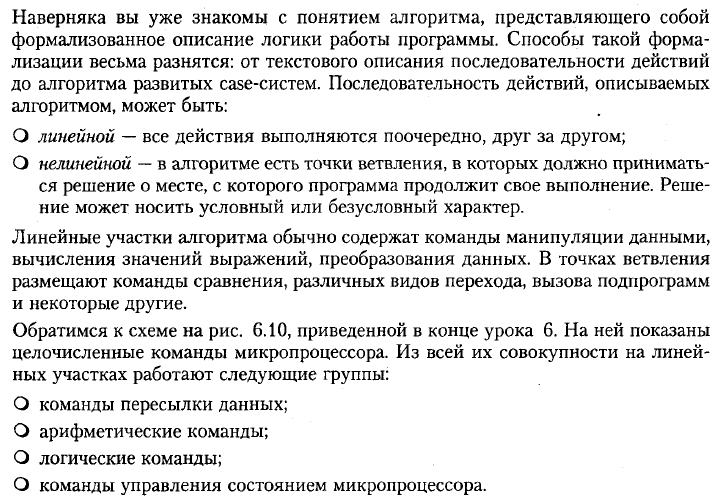 Наверняка вы уже знакомы с понятием алгоритма, представляющего собой
формализованное описание логики работы программы. Способы такой форма-
лизации весьма разнятся: от текстового описания последовательности действий
до алгоритма развитых case-систем. Последовательность действий, описываемых
алгоритмом, может быть:
❍ линейной — все действия выполняются поочередно, друг за другом;
❍ нелинейной — в алгоритме есть точки ветвления, в которых должно принимать-
ся решение о месте, с которого программа продолжит свое выполнение. Реше-
ние может носить условный или безусловный характер.
Линейные участки алгоритма обычно содержат команды манипуляции данными,
вычисления значений выражений, преобразования данных. В точках ветвления
размещают команды сравнения, различных видов перехода, вызова подпрограмм
и некоторые другие.
Обратимся к схеме на рис. 6.10, приведенной в конце урока 6. На ней показаны
целочисленные команды микропроцессора. Из всей их совокупности на линей-
ных участках работают следующие группы:
❍ команды пересылки данных;
❍ арифметические команды;
❍ логические команды;
❍ команды управления состоянием микропроцессора.